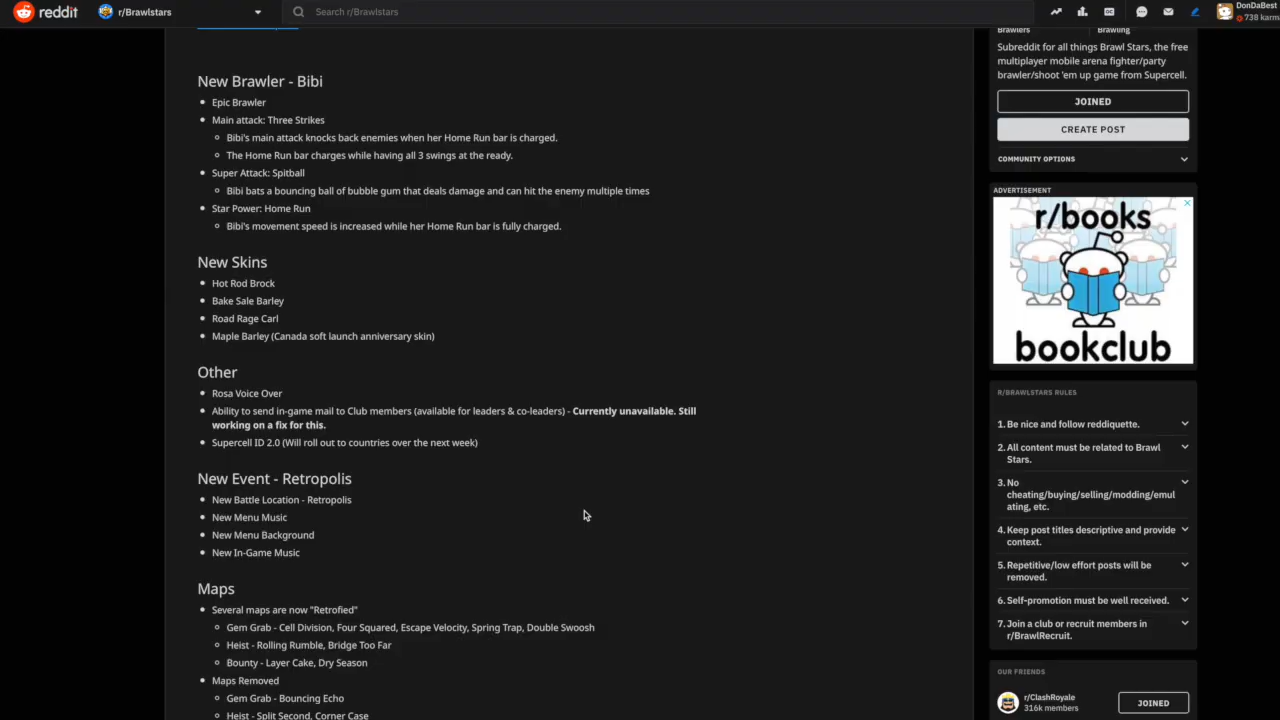 reddit
r/Brawlstars
Search r/Brawlstars
DonDaBest
738 karma
New Brawler - Bibi
Epic Brawler
Main attack: Three Strikes
Bibi's main attack knocks back enemies when her Home Run bar is charged.
The Home Run bar charges while having all 3 swings at the ready.
Super Attack: Spitball
Bibi bats a bouncing ball of bubble gum that deals damage and can hit the enemy multiple times
Star Power: Home Run
Bibi's movement speed is increased while her Home Run bar is fully charged.
New Skins
Hot Rod Brock
Bake Sale Barley
Road Rage Carl
Maple Barley (Canada soft launch anniversary skin)
Other
Rosa Voice Over
Ability to send in-game mail to Club members (available for leaders & co-leaders) - Currently unavailable. Still
working on a fix for this.
Supercell ID 2.0 (Will roll out to countries over the next week)
New Event - Retropolis
New Battle Location - Retropolis
New Menu Music
New Menu Background
New In-Game Music
Maps
Several maps are now "Retrofied"
Gem Grab - Cell Division, Four Squared, Escape Velocity, Spring Trap, Double Swoosh
Heist - Rolling Rumble, Bridge Too Far
Bounty - Layer Cake, Dry Season
Maps Removed
Gem Grab - Bouncing Echo
Heist - Split Second, Corner Case
Brawlers Brawling
Subreddit for all things Brawl Stars, the free
multiplayer mobile arena fighter/party
brawler/shoot 'em up game from Supercell.
JOINED
CREATE POST
COMMUNITY OPTIONS
ADVERTISEMENT
r/books
bookclub
R/BRAWLSTARS RULES
1. Be nice and follow reddiquette.
2. All content must be related to Brawl
Stars.
3. No
cheating/buying/selling/modding/emul
ating, etc.
4. Keep post titles descriptive and provide
context.
5. Repetitive/low effort posts will be
removed.
6. Self-promotion must be well received.
7. Join a club or recruit members in
r/BrawlRecruit.
OUR FRIENDS
r/ClashRoyale
316k members
JOINED